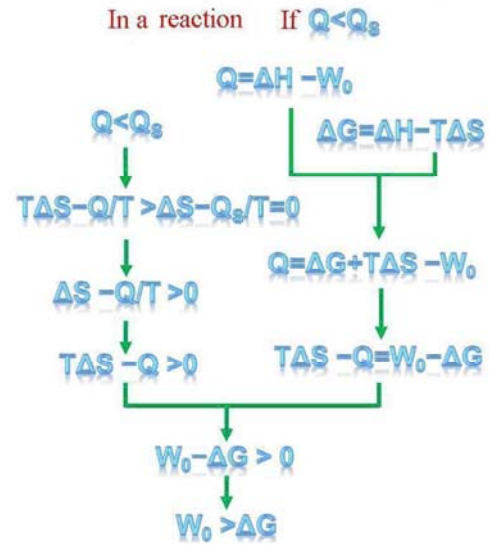 In a reaction If Q<Qₛ
Q=ΔH −W₀
Q<Qₛ
ΔG=ΔH−TΔS
TΔS−Q/T >ΔS−Qₛ/T=0
Q=ΔG+TΔS −W₀
ΔS −Q/T >0
TΔS −Q >0
TΔS −Q=W₀−ΔG
W₀−ΔG > 0
W₀ >ΔG